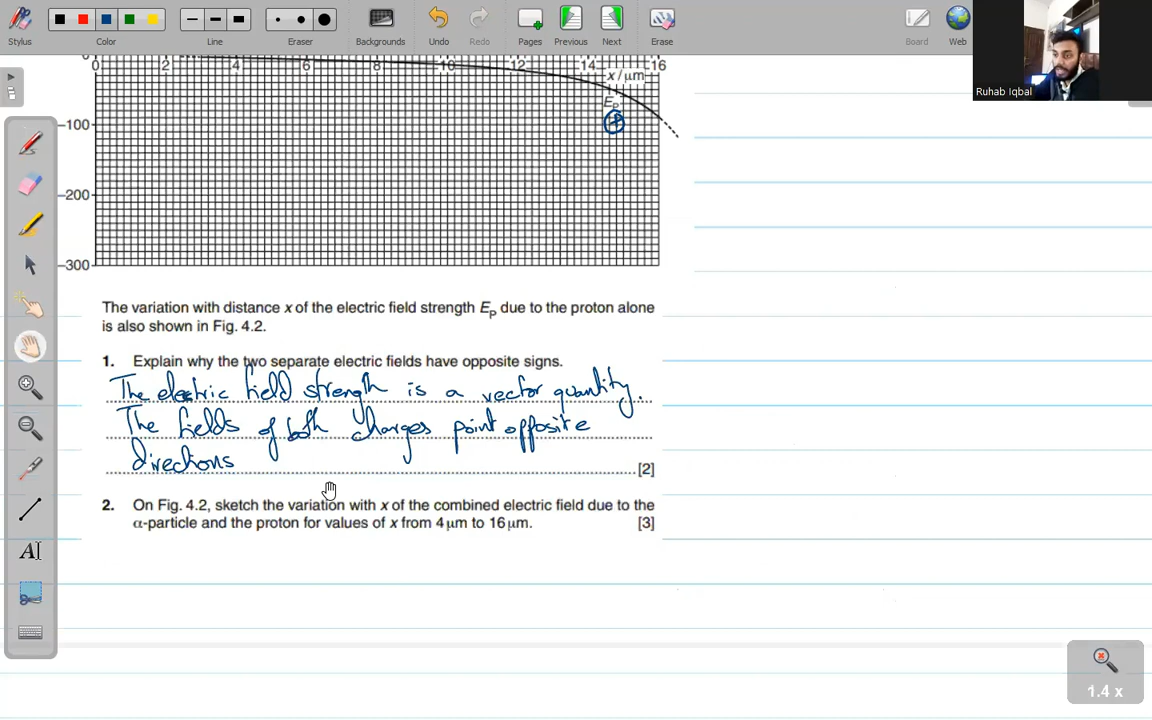 Stylus
Color
Line
Eraser
Backgrounds
Undo
Redo
Pages
Previous
Next
Erase
Board
Web
Ruhab Iqbal
0 2 4 6 8 10 12 14 16
x / μm
E_P
+
–100
–200
–300
The variation with distance x of the electric field strength E_P due to the proton alone
is also shown in Fig. 4.2.
1. Explain why the two separate electric fields have opposite signs.
The electric field strength is a vector quantity.
The fields of both charges point opposite
directions
[2]
2. On Fig. 4.2, sketch the variation with x of the combined electric field due to the
α-particle and the proton for values of x from 4 μm to 16 μm. [3]
1.4 x